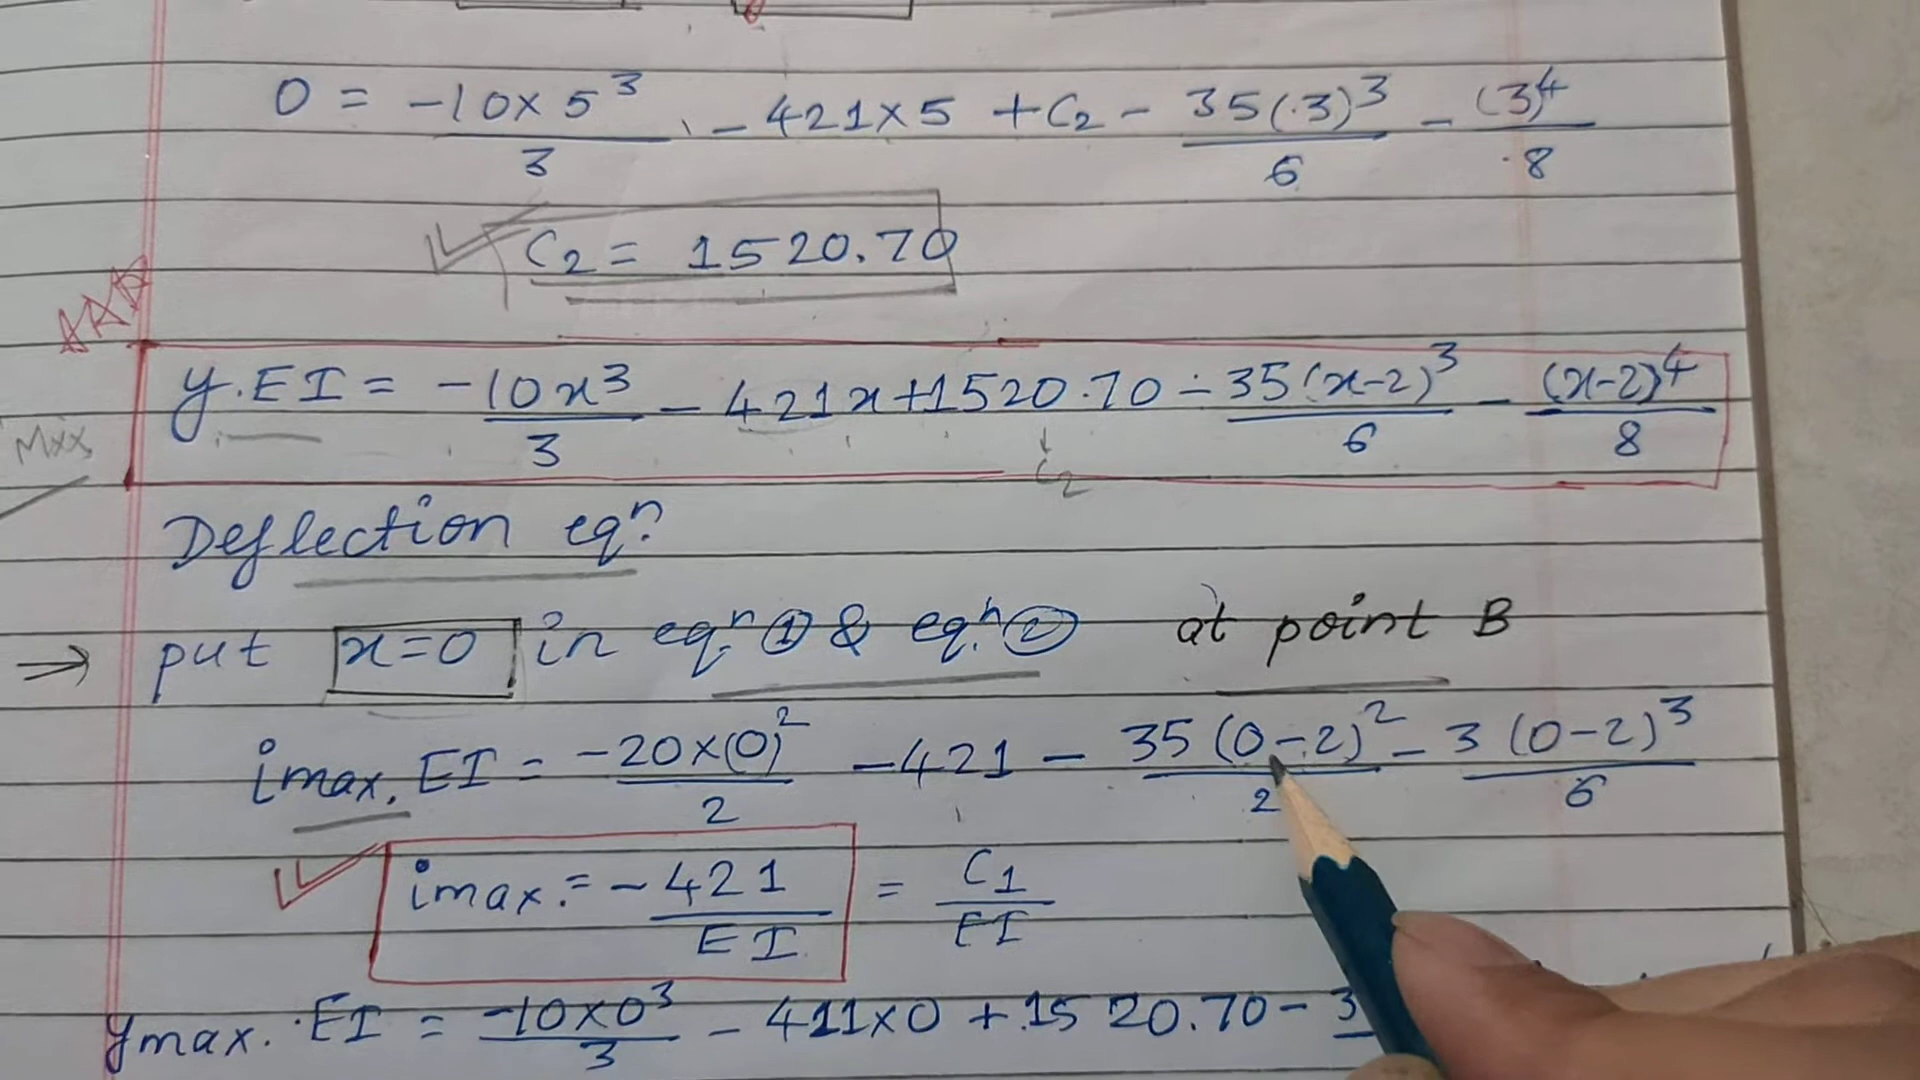 0 = -10×5³/3 - 421×5 + C₂ - 35(3)³/6 - (3)⁴/8
C₂ = 1520.70
y.EI = -10x³/3 - 421x + 1520.70 - 35(x-2)³/6 - (x-2)⁴/8
Mxx
C₂
Deflection eqⁿ.
→ put x=0 in eqⁿ ① & eqⁿ. ② at point B
imax. EI = -20×(0)²/2 - 421 - 35(0-2)²/2 - 3(0-2)³/6
imax. = -421/EI = C₁/EI
ymax. EI = -10×0³/3 - 411×0 + 1520.70 - 3